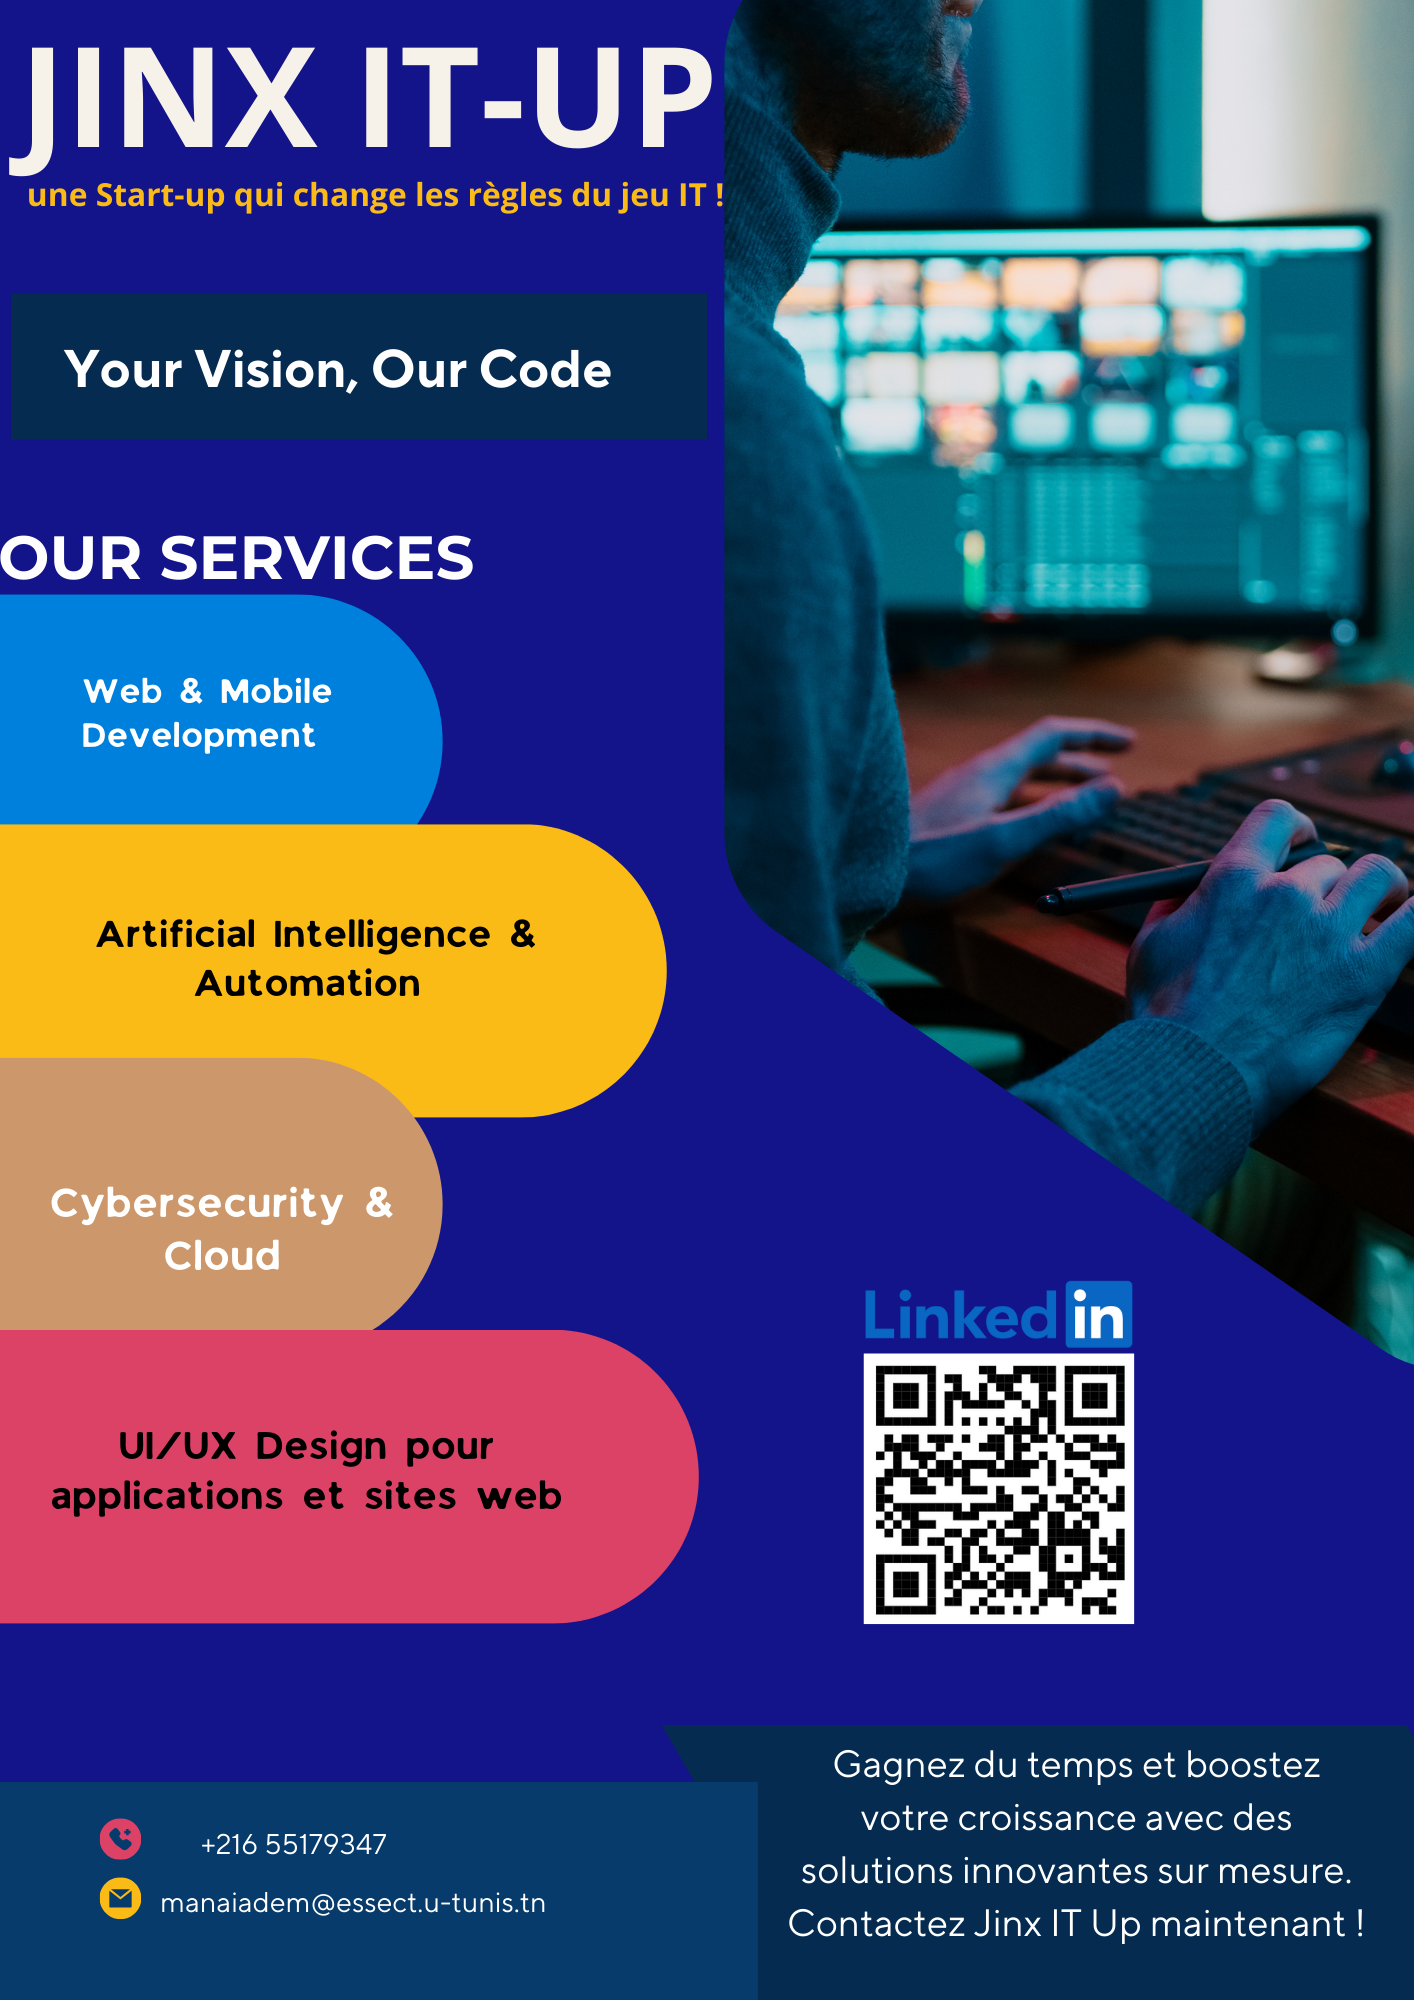 JINX IT-UP
une Start-up qui change les règles du jeu IT !
Your Vision, Our Code
OUR SERVICES
Web & Mobile
Development
Artificial Intelligence &
Automation
Cybersecurity &
Cloud
UI/UX Design pour
applications et sites web
Linkedin
+216 55179347
manaiadem@essect.u-tunis.tn
Gagnez du temps et boostez
votre croissance avec des
solutions innovantes sur mesure.
Contactez Jinx IT Up maintenant !